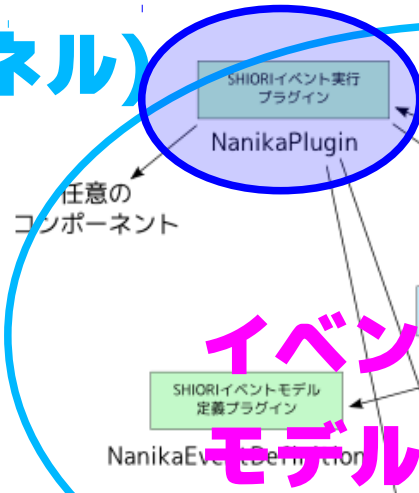 ネル)
SHIORIイベント実行
プラグイン
NanikaPlugin
任意の
コンポーネント
イベン
SHIORIイベントモデル
定義プラグイン
モデル